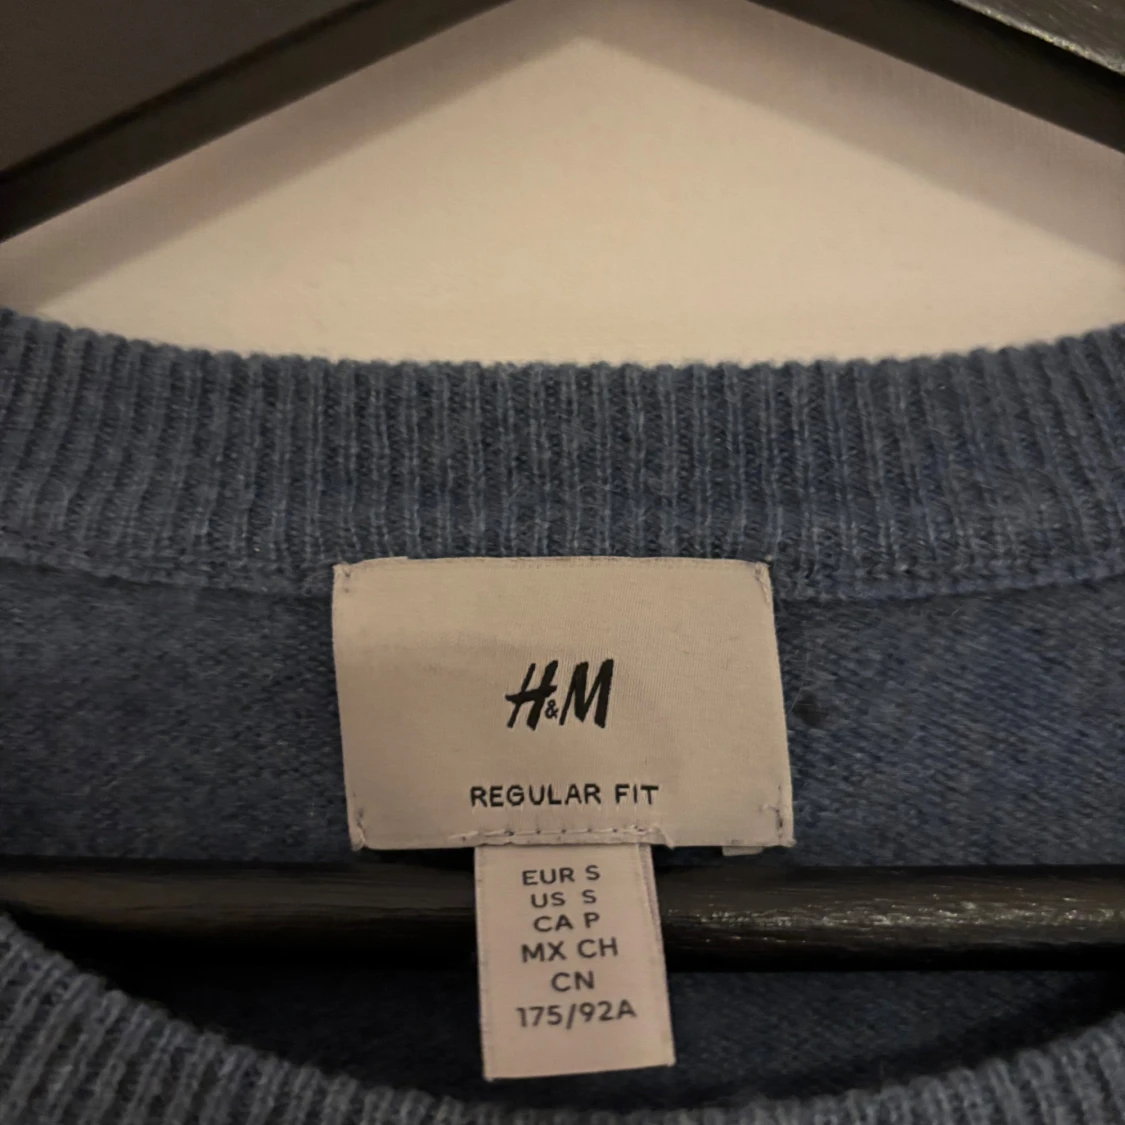 H&M
REGULAR FIT
EUR S
US S
CA P
MX CH
CN
175/92A